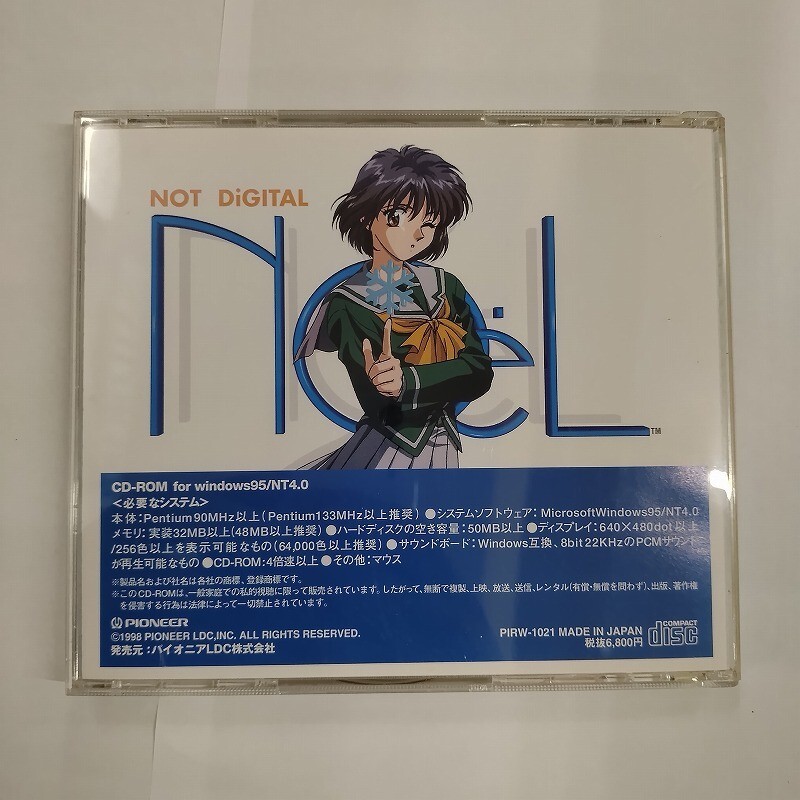 NOT DiGITAL
NOëL
TM
CD-ROM for windows95/NT4.0
<必要なシステム>
本体:Pentium90MHz以上(Pentium133MHz以上推奨) ●システムソフトウェア:MicrosoftWindows95/NT4.0
メモリ:実装32MB以上(48MB以上推奨) ●ハードディスクの空き容量:50MB以上 ●ディスプレイ:640×480dot以上
/256色以上を表示可能なもの(64,000色以上推奨) ●サウンドボード:Windows互換、8bit22KHzのPCMサウンド
が再生可能なもの ●CD-ROM:4倍速以上 ●その他:マウス
※製品名および社名は各社の商標、登録商標です。
※このCD-ROMは、一般家庭での私的視聴に限って販売されています。したがって、無断で複製、上映、放送、送信、レンタル(有償・無償を問わず)、出版、著作権
を侵害する行為は法律によって一切禁止されています。
PIONEER
©1998 PIONEER LDC,INC. ALL RIGHTS RESERVED.
発売元:パイオニアLDC株式会社
PIRW-1021 MADE IN JAPAN
税抜6,800円
COMPACT
disc